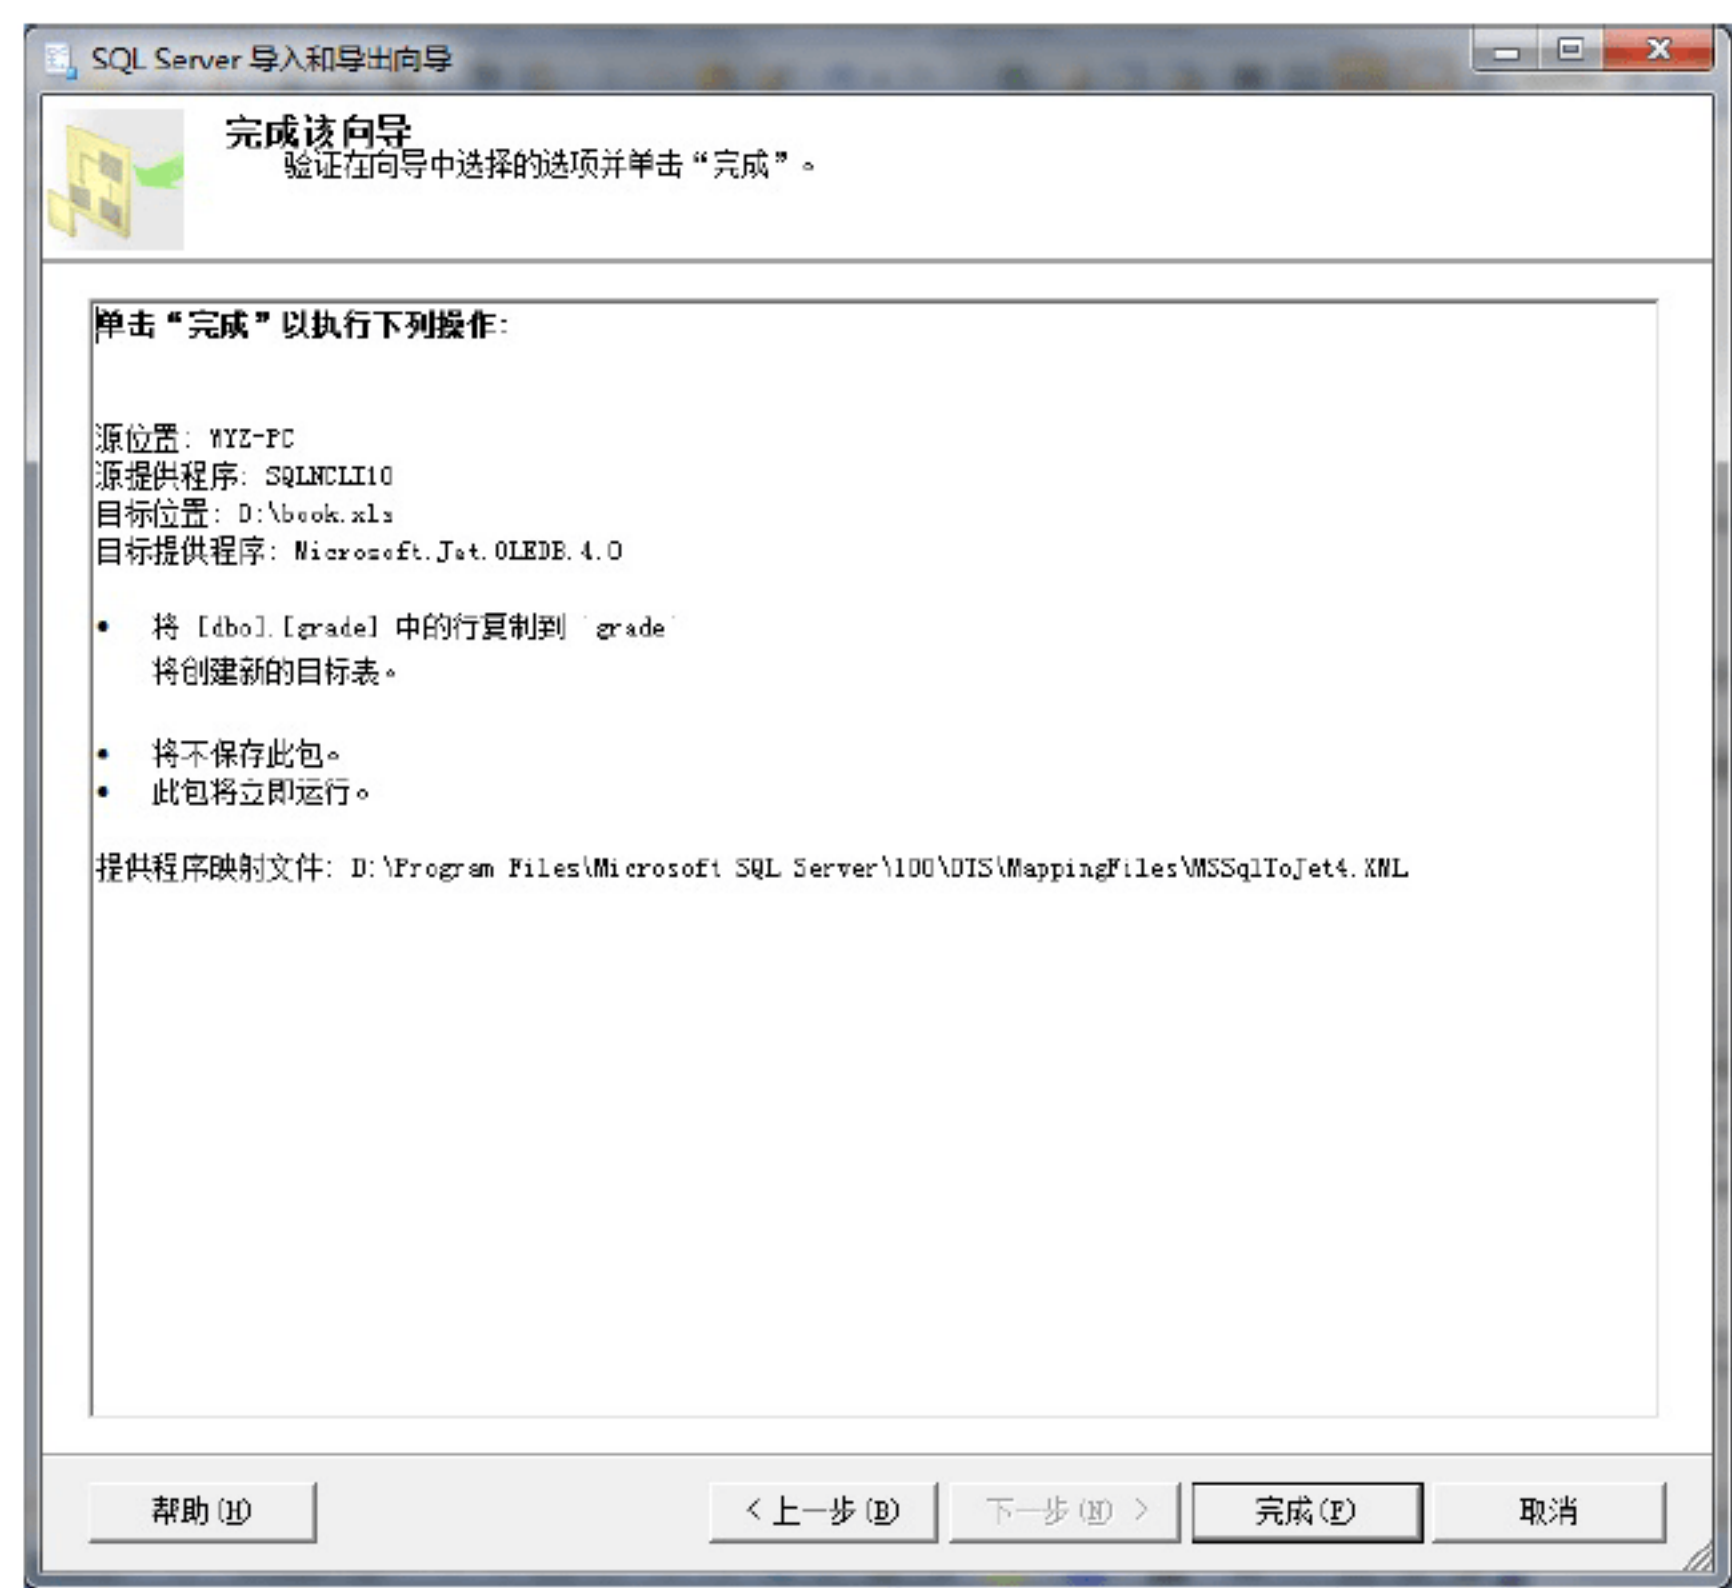 SQL Server 导入和导出向导
完成该向导
验证在向导中选择的选项并单击“完成”。
单击“完成”以执行下列操作:
源位置: WYZ-PC
源提供程序: SQLNCLI10
目标位置: D:\book.xls
目标提供程序: Microsoft.Jet.OLEDB.4.0
• 将 [dbo].[grade] 中的行复制到 `grade`
将创建新的目标表。
• 将不保存此包。
• 此包将立即运行。
提供程序映射文件: D:\Program Files\Microsoft SQL Server\100\DTS\MappingFiles\MSSqlToJet4.XML
帮助(H) < 上一步(B) 下一步(N) > 完成(F) 取消